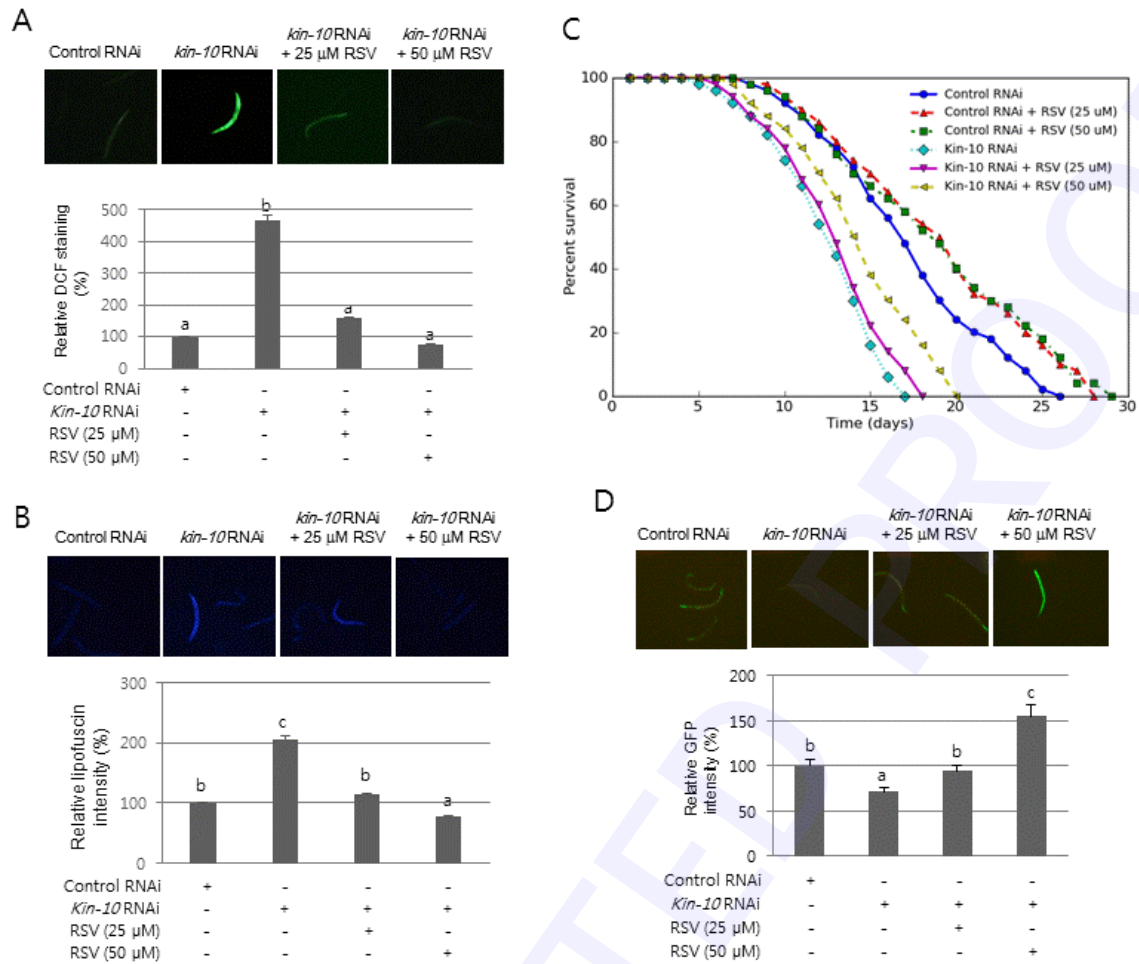 A
Control RNAi kin-10 RNAi kin-10 RNAi + 25 µM RSV kin-10 RNAi + 50 µM RSV
Relative DCF staining (%)
500
400
300
200
100
0
a b a a
Control RNAi + - - -
Kin-10 RNAi - + + +
RSV (25 µM) - - + -
RSV (50 µM) - - - +
B
Control RNAi kin-10 RNAi kin-10 RNAi + 25 µM RSV kin-10 RNAi + 50 µM RSV
Relative lipofuscin intensity (%)
300
200
100
0
b c b a
Control RNAi + - - -
Kin-10 RNAi - + + +
RSV (25 µM) - - + -
RSV (50 µM) - - - +
C
Percent survival
100
80
60
40
20
0
0 5 10 15 20 25 30
Time (days)
Control RNAi
Control RNAi + RSV (25 uM)
Control RNAi + RSV (50 uM)
Kin-10 RNAi
Kin-10 RNAi + RSV (25 uM)
Kin-10 RNAi + RSV (50 uM)
D
Control RNAi kin-10 RNAi kin-10 RNAi + 25 µM RSV kin-10 RNAi + 50 µM RSV
Relative GFP intensity (%)
200
150
100
50
0
b a b c
Control RNAi + - - -
Kin-10 RNAi - + + +
RSV (25 µM) - - + -
RSV (50 µM) - - - +